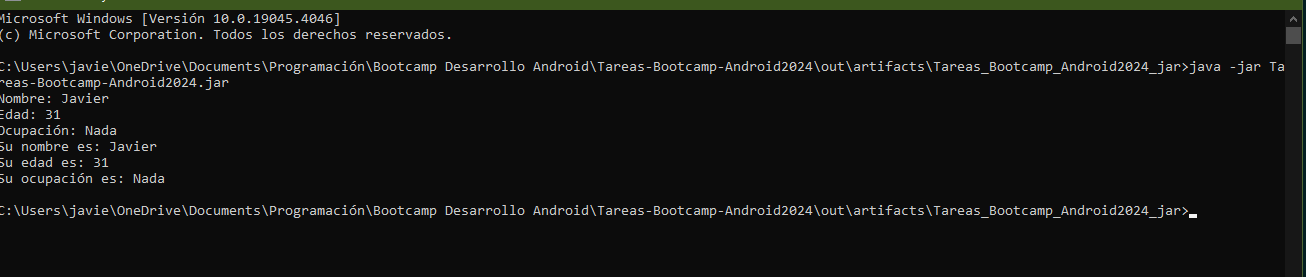 Microsoft Windows [Versión 10.0.19045.4046]
(c) Microsoft Corporation. Todos los derechos reservados.
C:\Users\javie\OneDrive\Documents\Programación\Bootcamp Desarrollo Android\Tareas-Bootcamp-Android2024\out\artifacts\Tareas_Bootcamp_Android2024_jar>java -jar Ta
reas-Bootcamp-Android2024.jar
Nombre: Javier
Edad: 31
Ocupación: Nada
Su nombre es: Javier
Su edad es: 31
Su ocupación es: Nada
C:\Users\javie\OneDrive\Documents\Programación\Bootcamp Desarrollo Android\Tareas-Bootcamp-Android2024\out\artifacts\Tareas_Bootcamp_Android2024_jar>